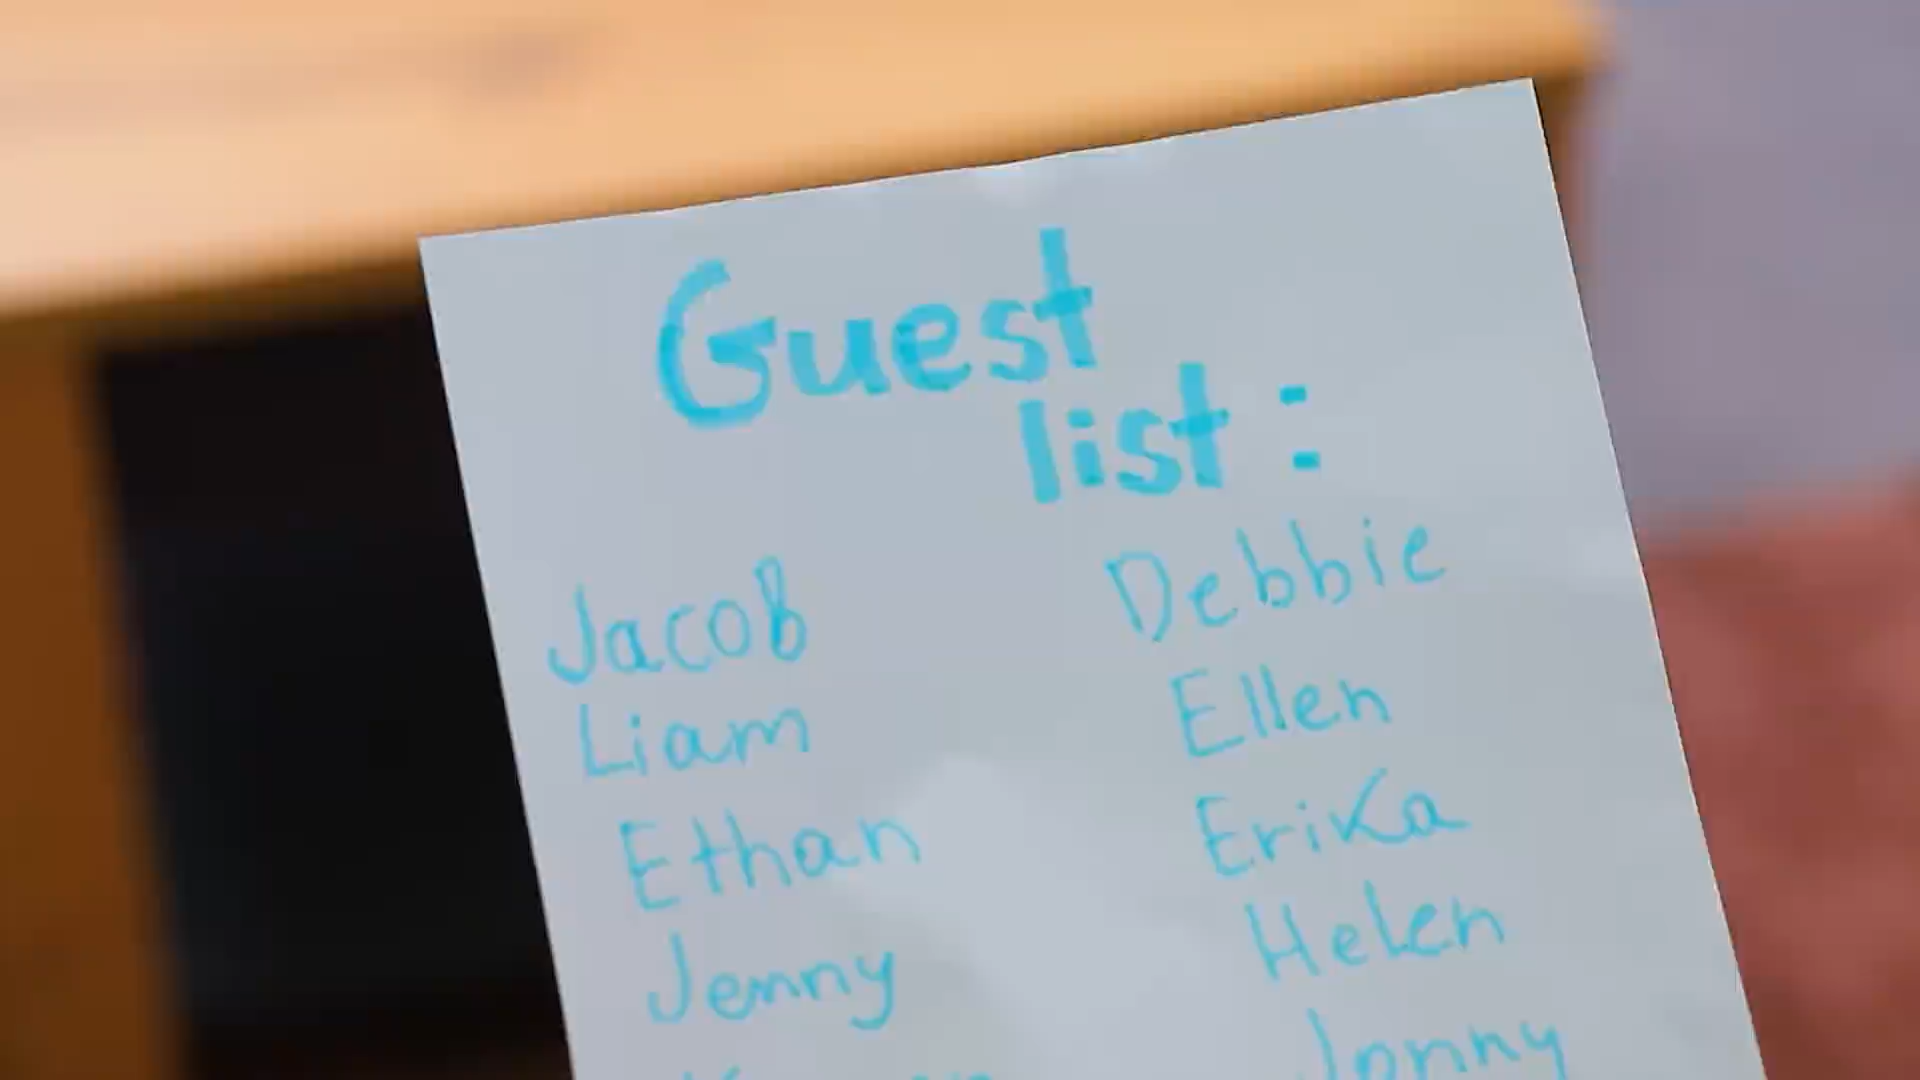 Guest
list :
Jacob
Liam
Ethan
Jenny
Debbie
Ellen
Erika
Helen